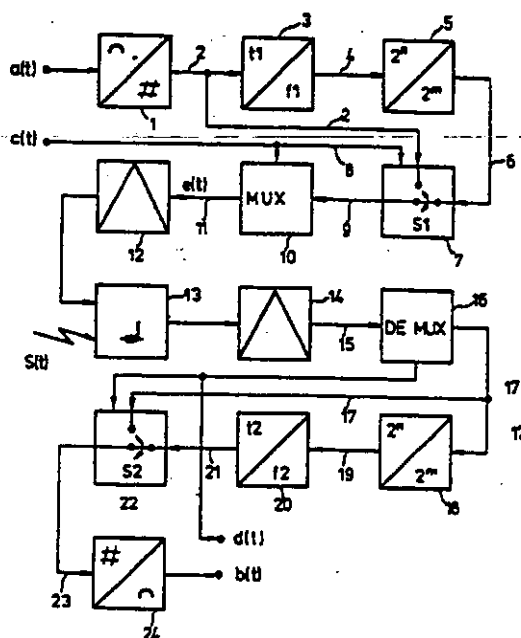 3
5
a(t)
2
t1
f1
4
2ⁿ
2ᵐ
#
1
2
c(t)
8
6
e(t)
MUX
S1
12
11
10
9
7
13
14
16
DE MUX
15
S(t)
17
17
S2
21
t2
f2
19
2ⁿ
2ᵐ
22
20
18
d(t)
#
b(t)
23
24